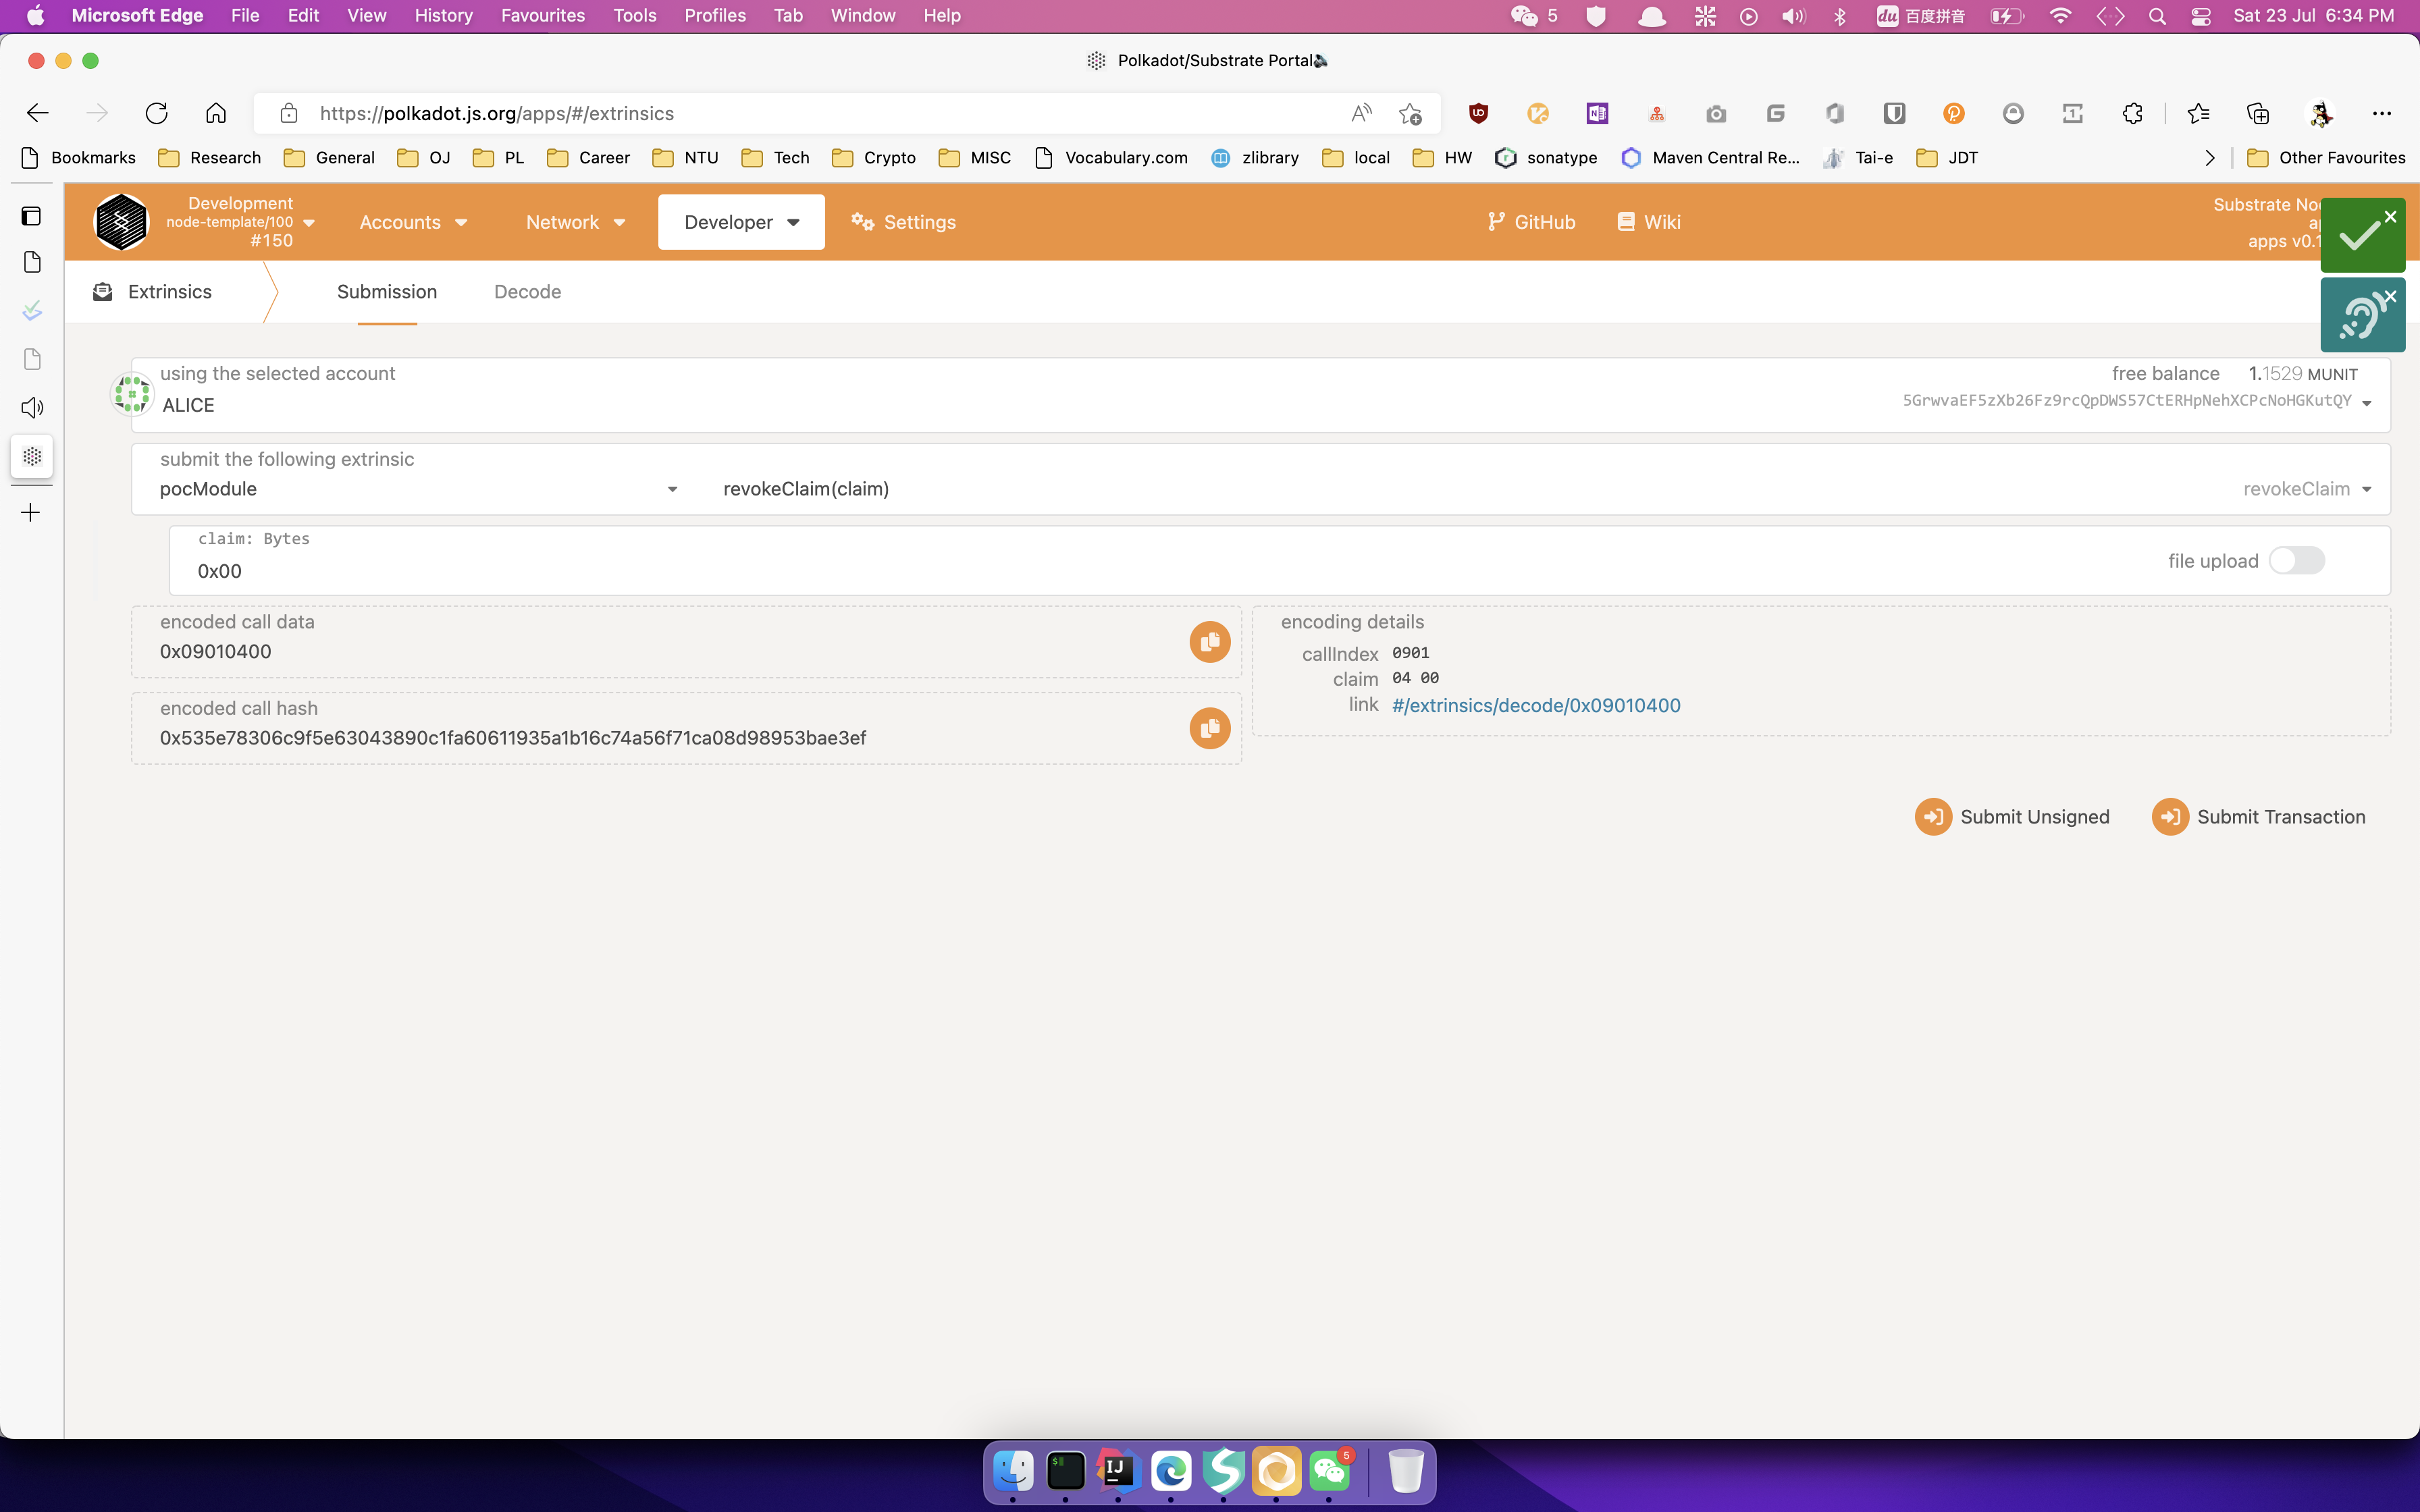 Microsoft Edge File Edit View History Favourites Tools Profiles Tab Window Help 5 du 百度拼音 Sat 23 Jul 6:34 PM
Polkadot/Substrate Portal
https://polkadot.js.org/apps/#/extrinsics
Bookmarks Research General OJ PL Career NTU Tech Crypto MISC Vocabulary.com zlibrary local HW sonatype Maven Central Re... Tai-e JDT Other Favourites
Development
node-template/100
#150
Accounts Network Developer Settings GitHub Wiki
Substrate No
apps v0.1
Extrinsics Submission Decode
using the selected account
ALICE
free balance 1.1529 MUNIT
5GrwvaEF5zXb26Fz9rcQpDWS57CtERHpNehXCPcNoHGKutQY
submit the following extrinsic
pocModule revokeClaim(claim) revokeClaim
claim: Bytes
0x00
file upload
encoded call data
0x09010400
encoded call hash
0x535e78306c9f5e63043890c1fa60611935a1b16c74a56f71ca08d98953bae3ef
encoding details
callIndex 0901
claim 04 00
link #/extrinsics/decode/0x09010400
Submit Unsigned Submit Transaction
IJ
5